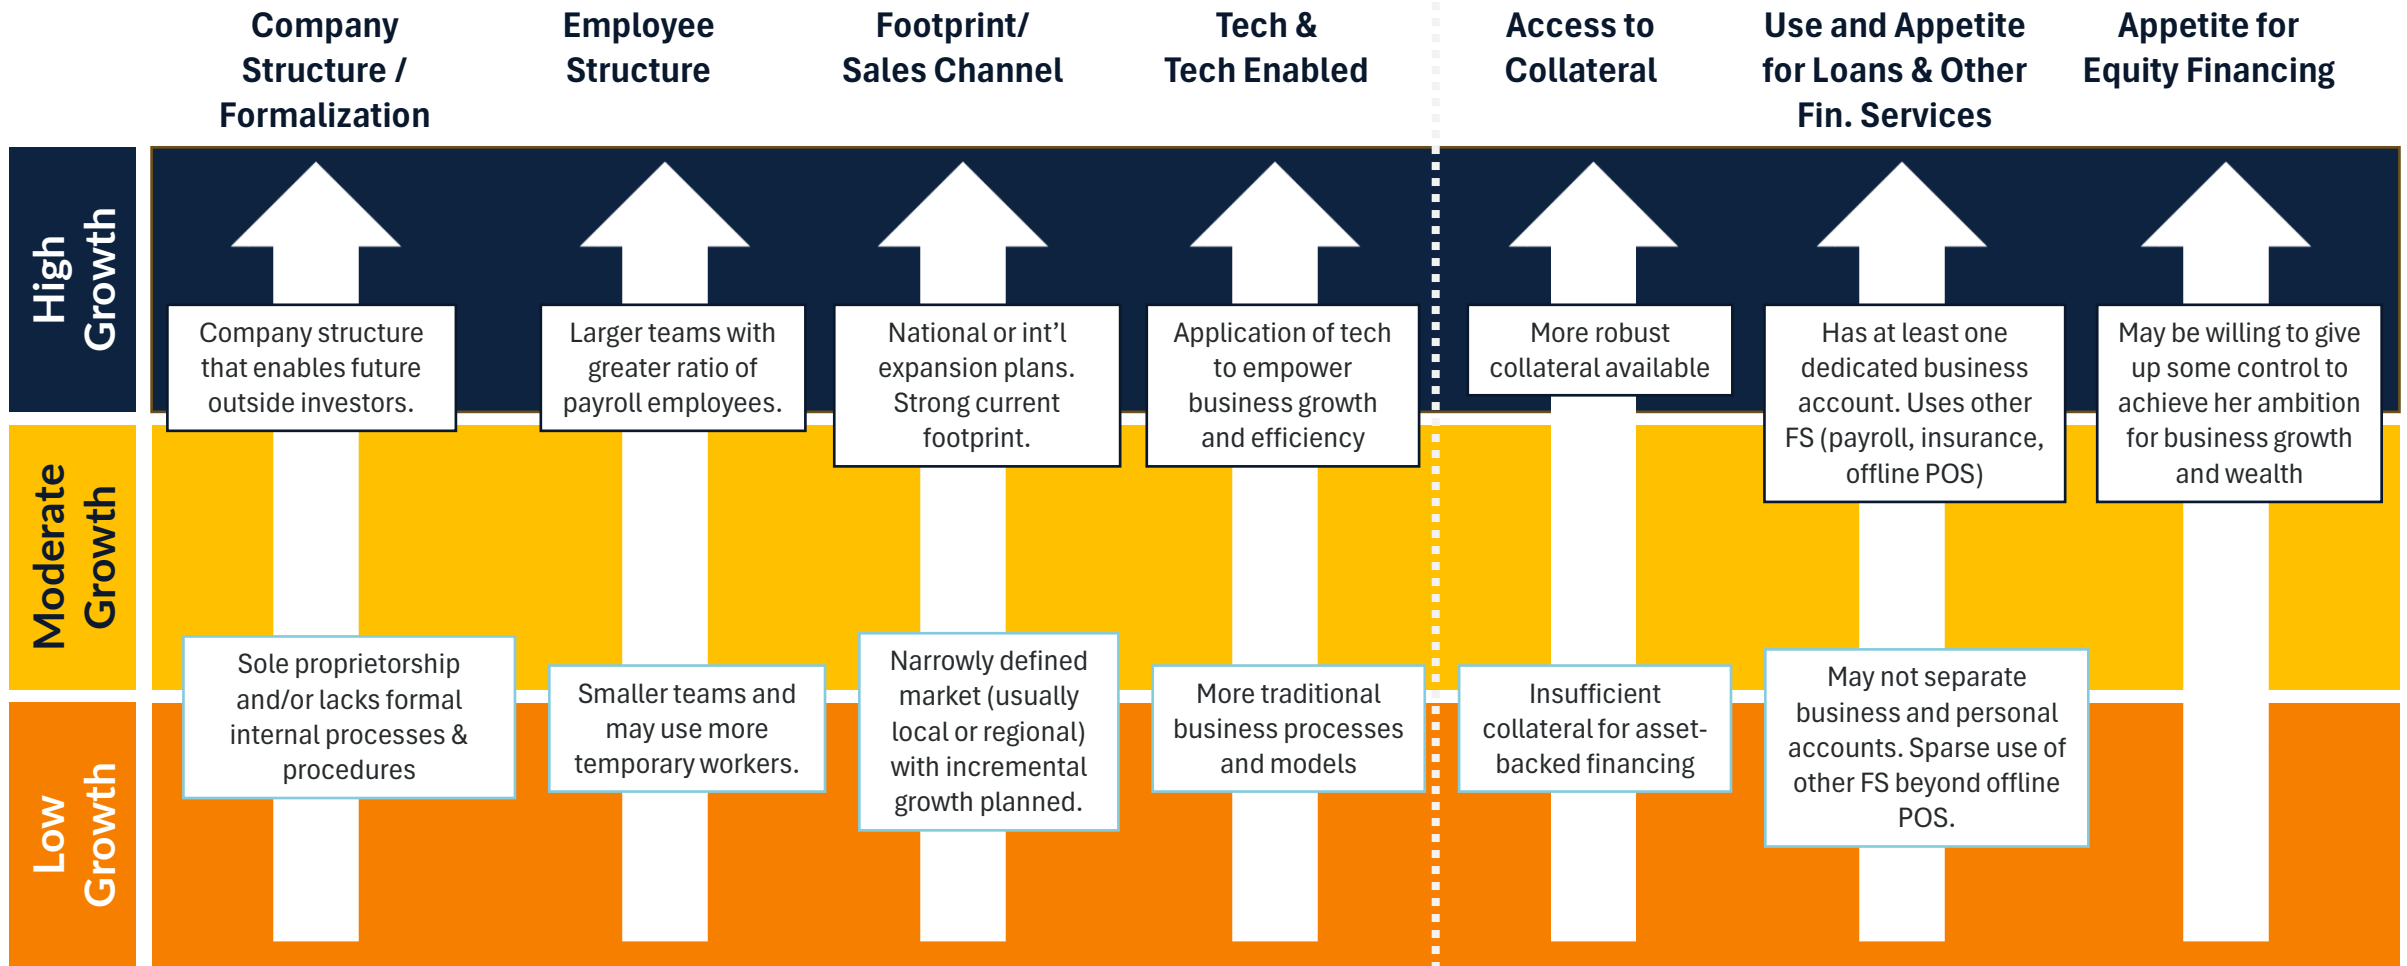 Company
Structure /
Formalization
Employee
Structure
Footprint/
Sales Channel
Tech &
Tech Enabled
Access to
Collateral
Use and Appetite
for Loans & Other
Fin. Services
Appetite for
Equity Financing
High
Growth
Company structure
that enables future
outside investors.
Larger teams with
greater ratio of
payroll employees.
National or int’l
expansion plans.
Strong current
footprint.
Application of tech
to empower
business growth
and efficiency
More robust
collateral available
Has at least one
dedicated business
account. Uses other
FS (payroll, insurance,
offline POS)
May be willing to give
up some control to
achieve her ambition
for business growth
and wealth
Moderate
Growth
Sole proprietorship
and/or lacks formal
internal processes &
procedures
Smaller teams and
may use more
temporary workers.
Narrowly defined
market (usually
local or regional)
with incremental
growth planned.
More traditional
business processes
and models
Insufficient
collateral for asset-
backed financing
May not separate
business and personal
accounts. Sparse use of
other FS beyond offline
POS.
Low
Growth